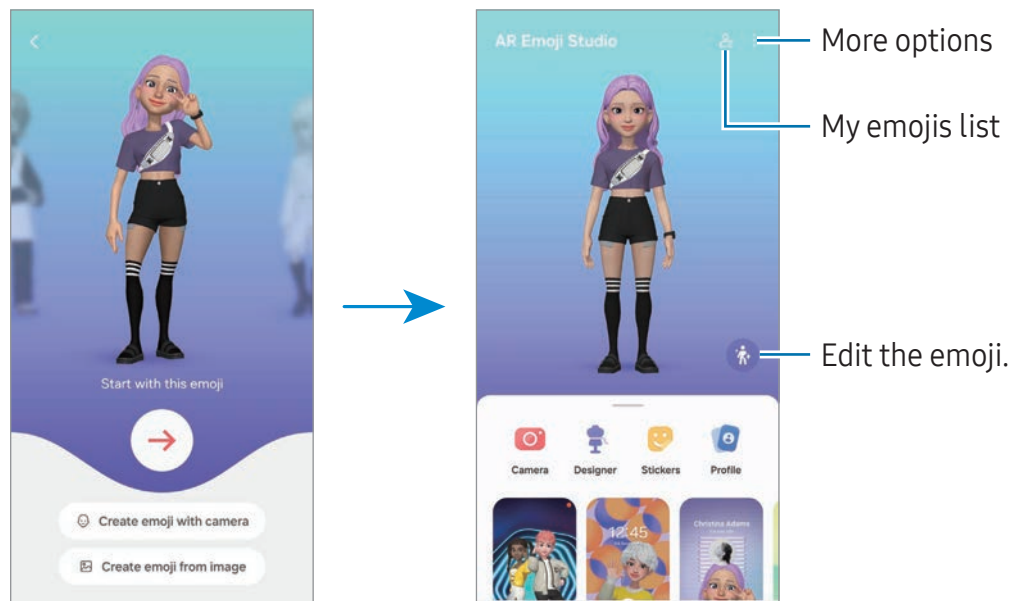 Start with this emoji
Create emoji with camera
Create emoji from image
AR Emoji Studio
More options
My emojis list
Edit the emoji.
Camera
Designer
Stickers
Profile
12:45
Christina Adams